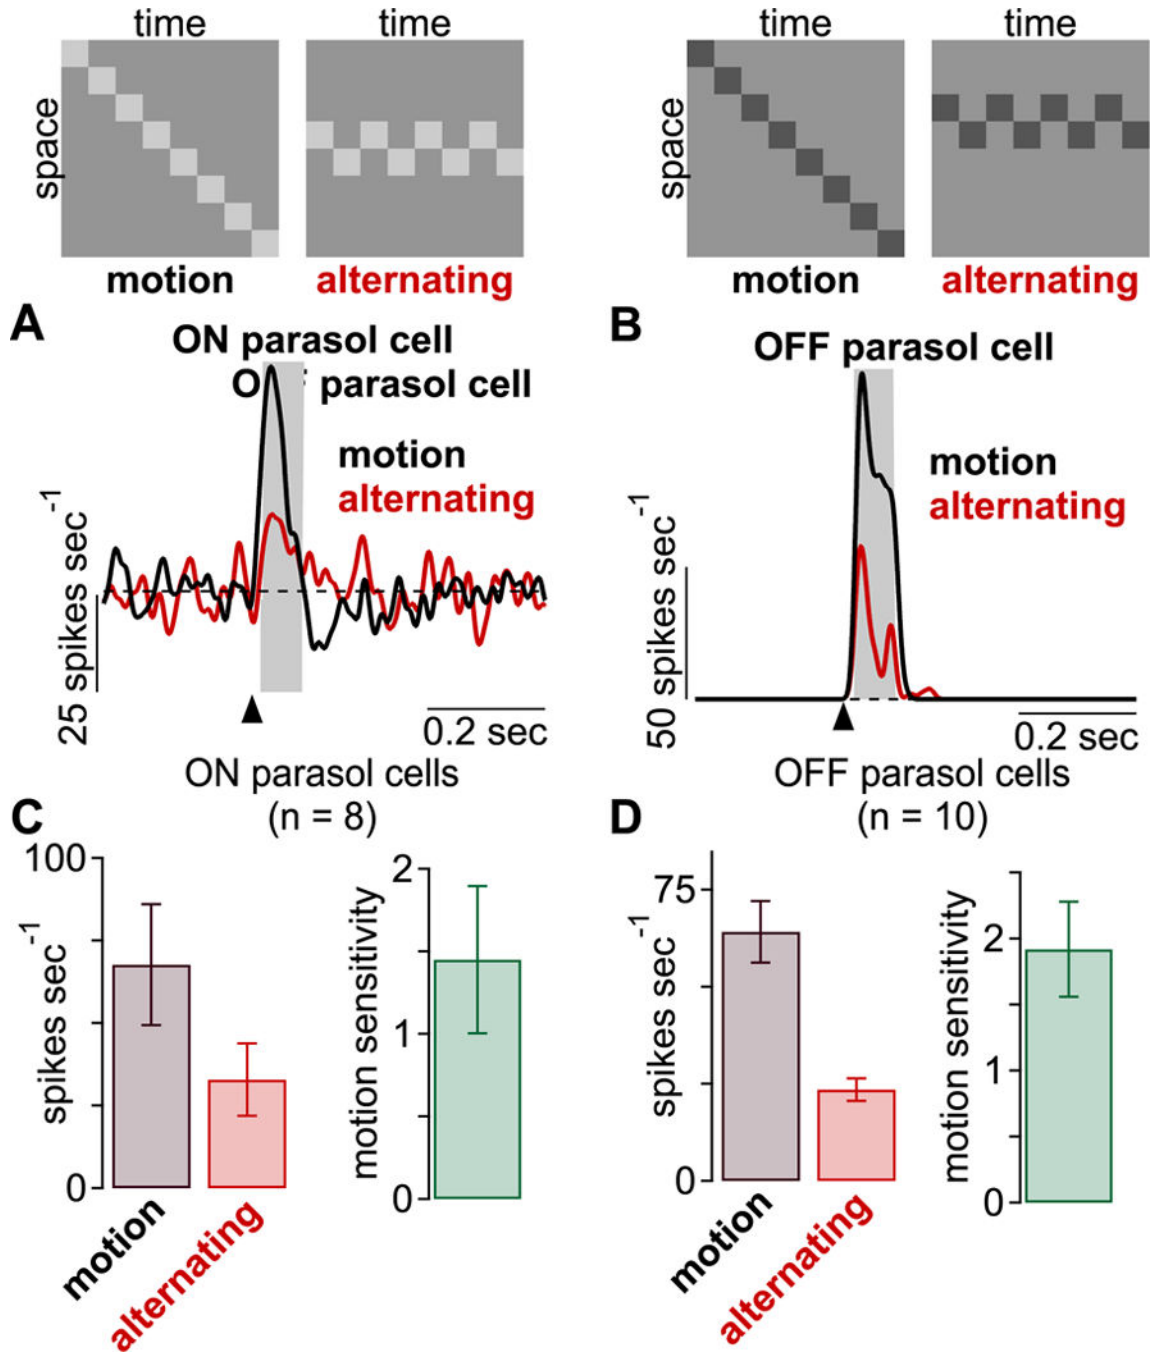 time
time
time
time
space
space
motion
alternating
motion
alternating
A
ON parasol cell
O F parasol cell
motion
alternating
25 spikes sec-1
0.2 sec
B
OFF parasol cell
motion
alternating
50 spikes sec-1
0.2 sec
C
ON parasol cells
(n = 8)
100
0
spikes sec-1
motion
alternating
2
1
0
motion sensitivity
D
OFF parasol cells
(n = 10)
75
0
spikes sec-1
motion
alternating
2
1
0
motion sensitivity